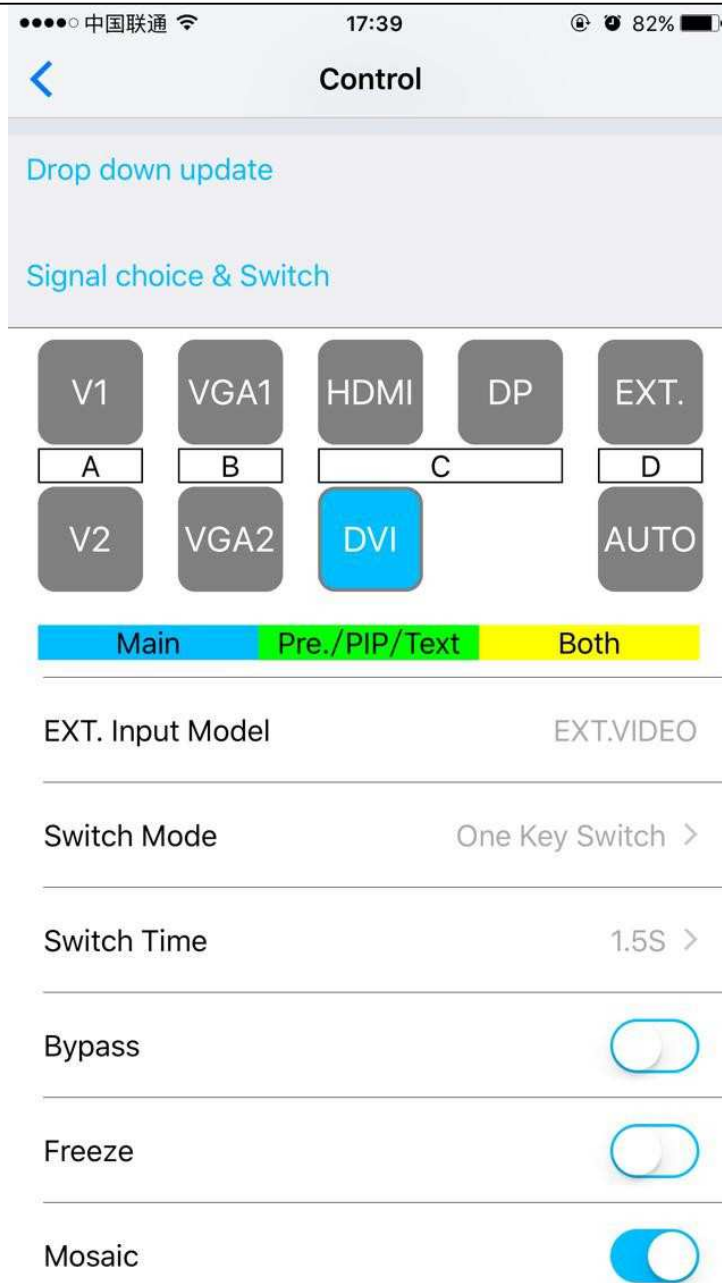 中国联通 17:39 82%
Control
Drop down update
Signal choice & Switch
V1 VGA1 HDMI DP EXT.
A B C D
V2 VGA2 DVI AUTO
Main Pre./PIP/Text Both
EXT. Input Model EXT.VIDEO
Switch Mode One Key Switch >
Switch Time 1.5S >
Bypass
Freeze
Mosaic